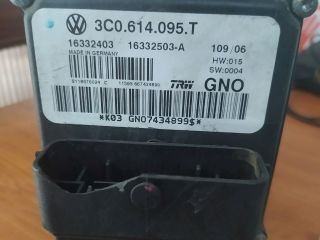 3C0.614.095.T
16332403 16332503-A 109 06
MADE IN GERMANY HW:015
SW:0004
TRW GNO
*K03 GNO7434899$*